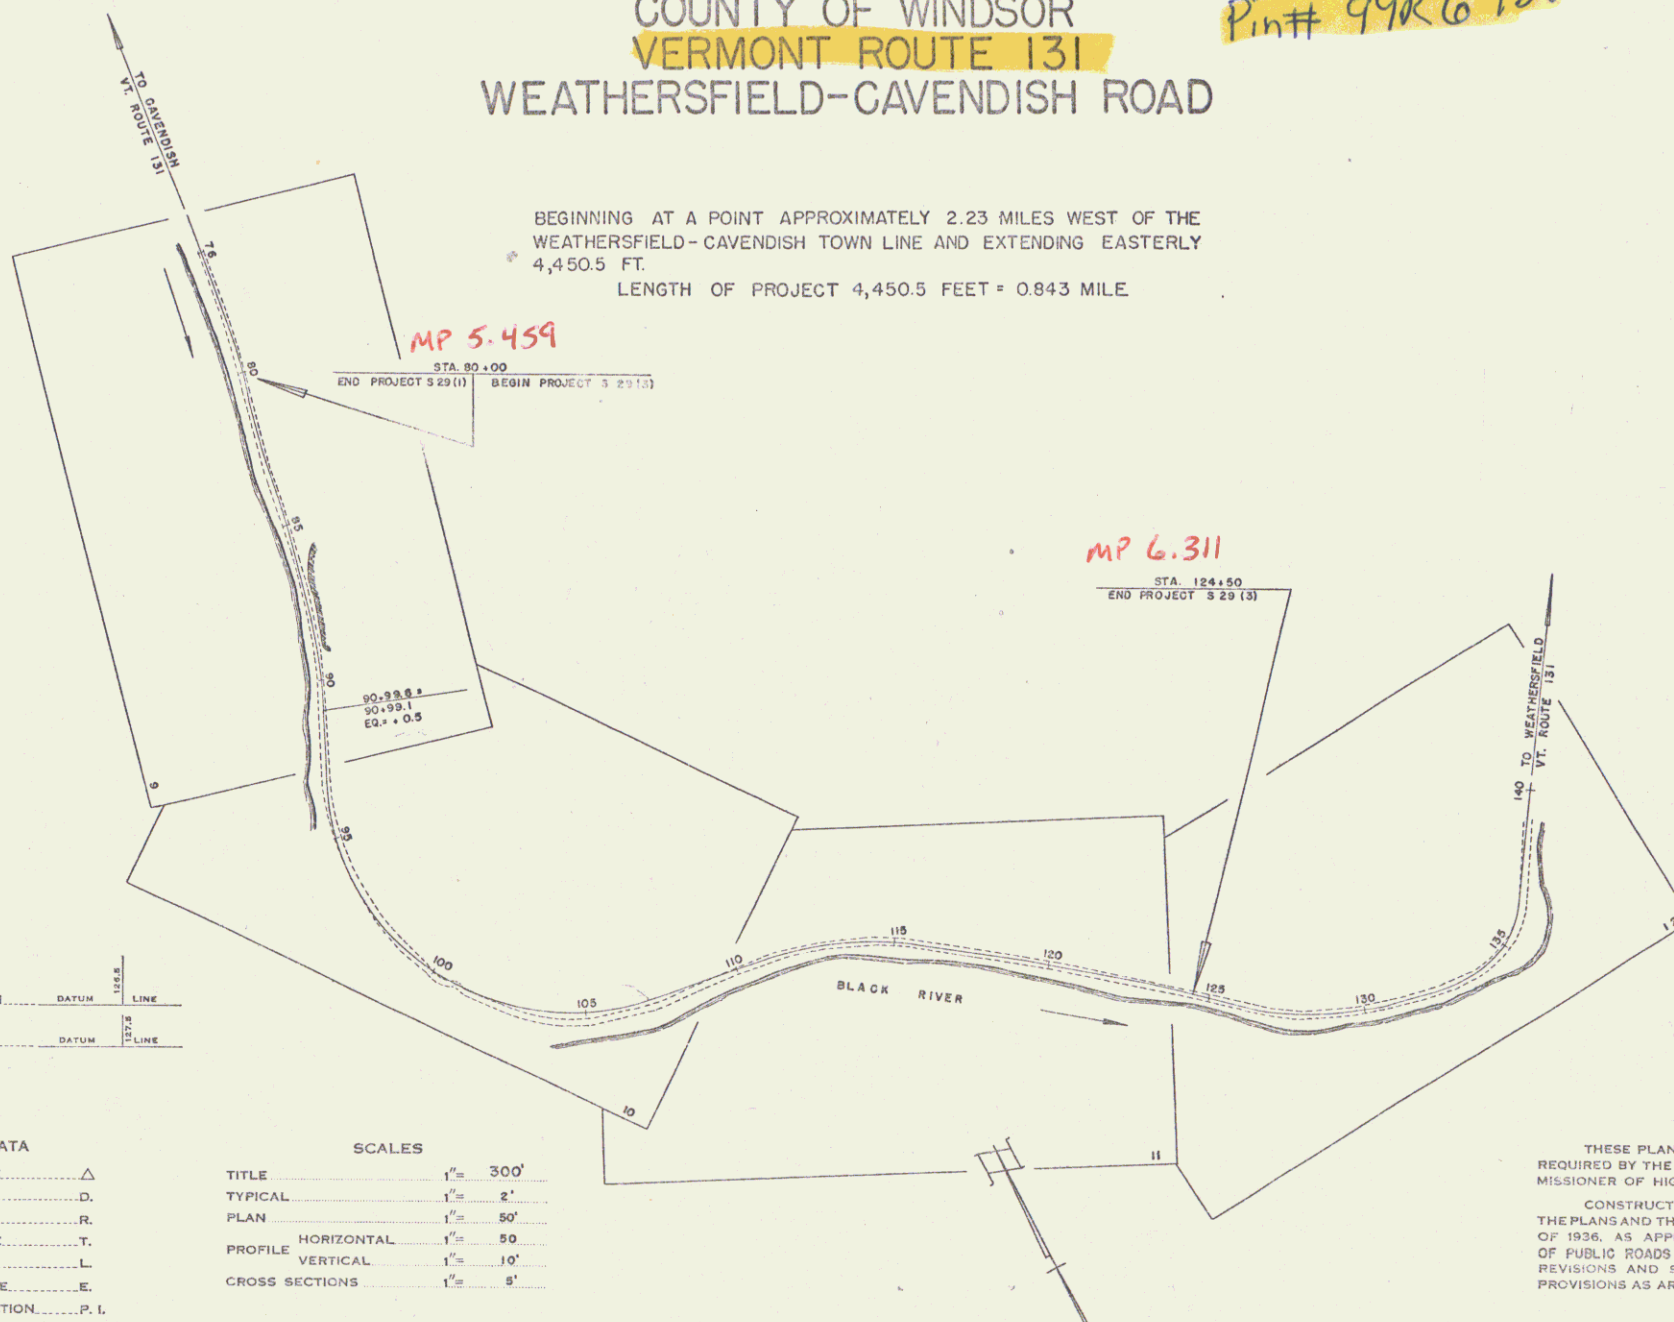 COUNTY OF WINDSOR
VERMONT ROUTE 131
WEATHERSFIELD-CAVENDISH ROAD
Pin#
TO CAVENDISH
VT. ROUTE 131
BEGINNING AT A POINT APPROXIMATELY 2.23 MILES WEST OF THE
WEATHERSFIELD-CAVENDISH TOWN LINE AND EXTENDING EASTERLY
4,450.5 FT.
LENGTH OF PROJECT 4,450.5 FEET = 0.843 MILE
76
MP 5.459
STA. 80+00
END PROJECT S 29(1) BEGIN PROJECT S 29(3)
80
85
MP 6.311
STA. 124+50
END PROJECT S 29 (3)
90
90+99.6 =
90+99.1
EQ.= + 0.5
TO WEATHERSFIELD
VT. ROUTE 131
140
9
95
100
105
110
115
120
125
130
135
BLACK RIVER
DATUM 126.5 LINE
DATUM 127.5 LINE
10
11
ATA
Δ
D.
R.
T.
L.
E. E.
TION P. I.
SCALES
TITLE 1"= 300'
TYPICAL 1"= 2'
PLAN 1"= 50'
PROFILE HORIZONTAL 1"= 50
VERTICAL 1"= 10'
CROSS SECTIONS 1"= 5'
THESE PLAN
REQUIRED BY THE
MISSIONER OF HIG
CONSTRUCT
THE PLANS AND TH
OF 1936, AS APP
OF PUBLIC ROADS
REVISIONS AND S
PROVISIONS AS AR